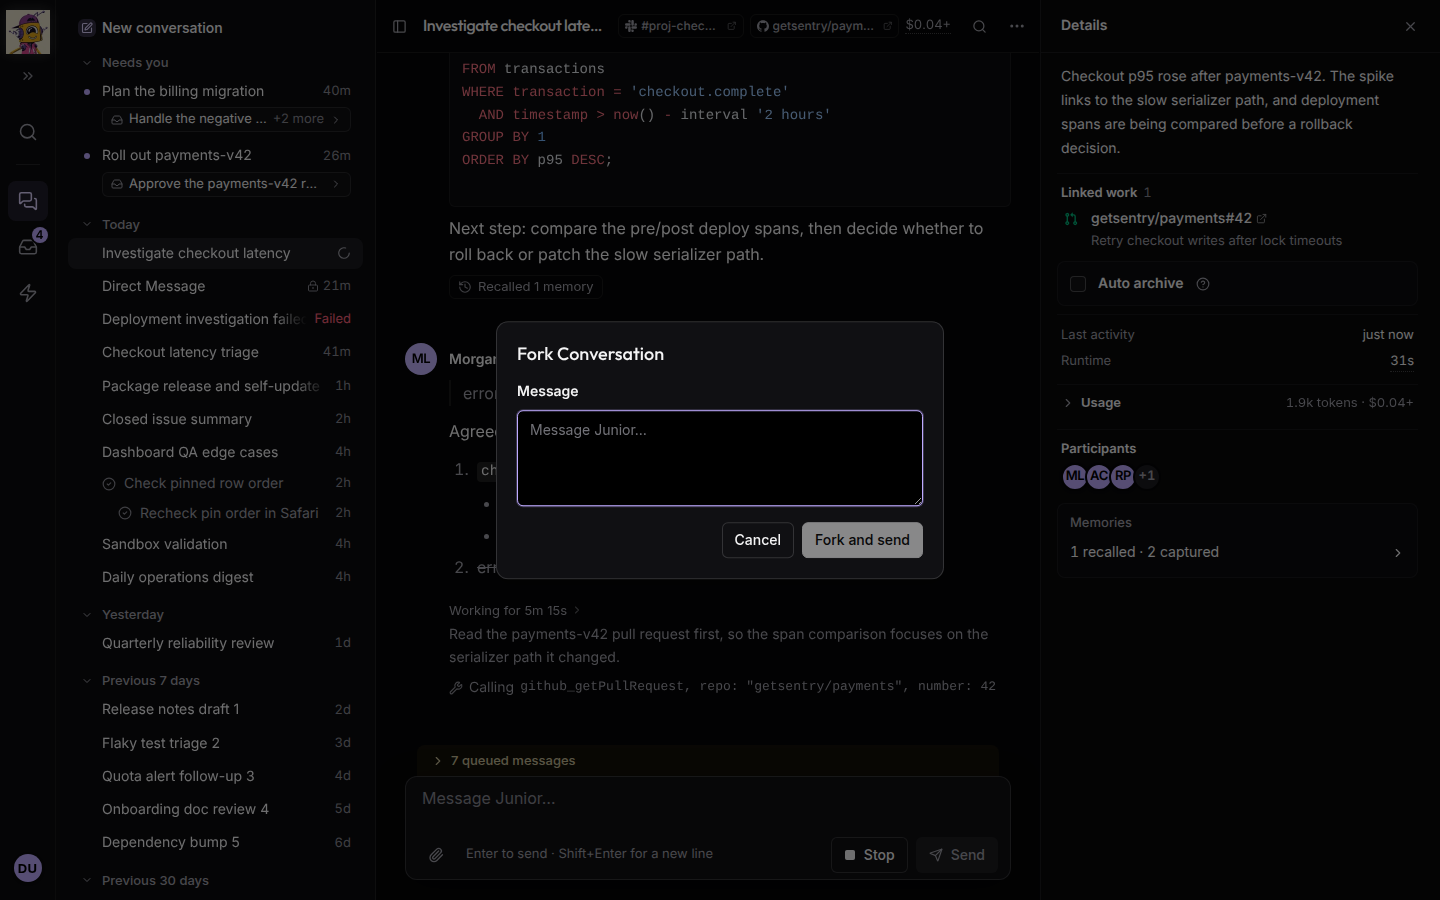 New conversation
Needs you
Plan the billing migration 40m
Handle the negative ... +2 more
Roll out payments-v42 26m
Approve the payments-v42 r...
Today
Investigate checkout latency
Direct Message 21m
Deployment investigation faile Failed
Checkout latency triage 41m
Package release and self-update 1h
Closed issue summary 2h
Dashboard QA edge cases 4h
Check pinned row order 2h
Recheck pin order in Safari 2h
Sandbox validation 4h
Daily operations digest 4h
Yesterday
Quarterly reliability review 1d
Previous 7 days
Release notes draft 1 2d
Flaky test triage 2 3d
Quota alert follow-up 3 4d
Onboarding doc review 4 5d
Dependency bump 5 6d
Previous 30 days
4
DU
Investigate checkout late... #proj-chec... getsentry/paym... $0.04+
FROM transactions
WHERE transaction = 'checkout.complete'
AND timestamp > now() - interval '2 hours'
GROUP BY 1
ORDER BY p95 DESC;
Next step: compare the pre/post deploy spans, then decide whether to
roll back or patch the slow serializer path.
Recalled 1 memory
ML Morgan
error
Agreed
1. ch
2. err
Fork Conversation
Message
Message Junior...
Cancel Fork and send
Working for 5m 15s
Read the payments-v42 pull request first, so the span comparison focuses on the
serializer path it changed.
Calling github_getPullRequest, repo: "getsentry/payments", number: 42
7 queued messages
Message Junior...
Enter to send · Shift+Enter for a new line
Stop Send
Details
Checkout p95 rose after payments-v42. The spike
links to the slow serializer path, and deployment
spans are being compared before a rollback
decision.
Linked work 1
getsentry/payments#42
Retry checkout writes after lock timeouts
Auto archive
Last activity just now
Runtime 31s
Usage 1.9k tokens · $0.04+
Participants
ML AC RP +1
Memories
1 recalled · 2 captured